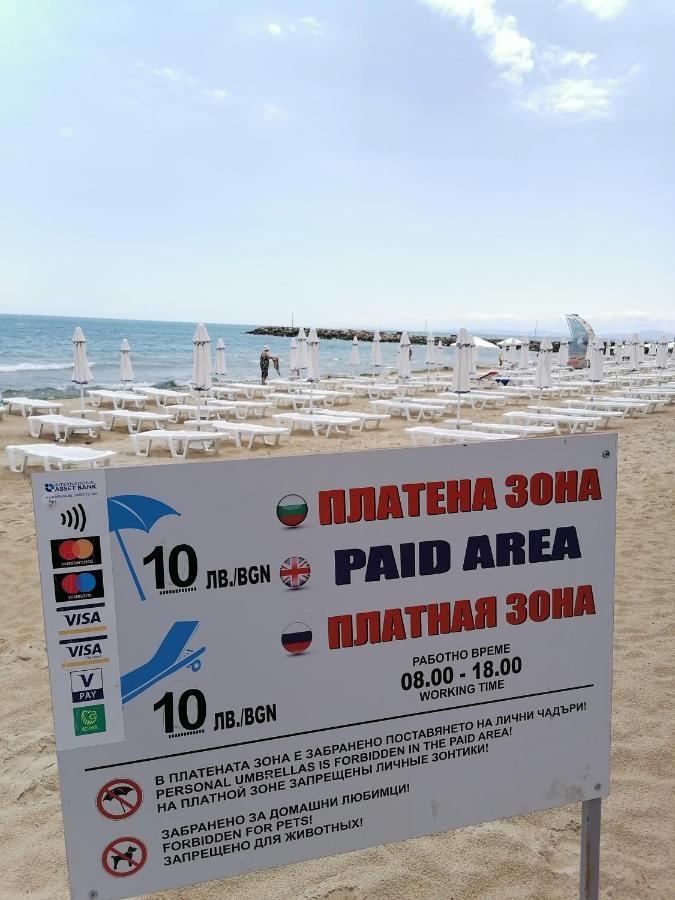 INTERNATIONAL
ASSET BANK
mastercard
maestro
VISA
VISA
V
PAY
10 ЛВ./BGN
10 ЛВ./BGN
ПЛАТЕНА ЗОНА
PAID AREA
ПЛАТНАЯ ЗОНА
РАБОТНО ВРЕМЕ
08.00 - 18.00
WORKING TIME
В ПЛАТЕНАТА ЗОНА Е ЗАБРАНЕНО ПОСТАВЯНЕТО НА ЛИЧНИ ЧАДЪРИ!
PERSONAL UMBRELLAS IS FORBIDDEN IN THE PAID AREA!
НА ПЛАТНОЙ ЗОНЕ ЗАПРЕЩЕНЫ ЛИЧНЫЕ ЗОНТИКИ!
ЗАБРАНЕНО ЗА ДОМАШНИ ЛЮБИМЦИ!
FORBIDDEN FOR PETS!
ЗАПРЕЩЕНО ДЛЯ ЖИВОТНЫХ!